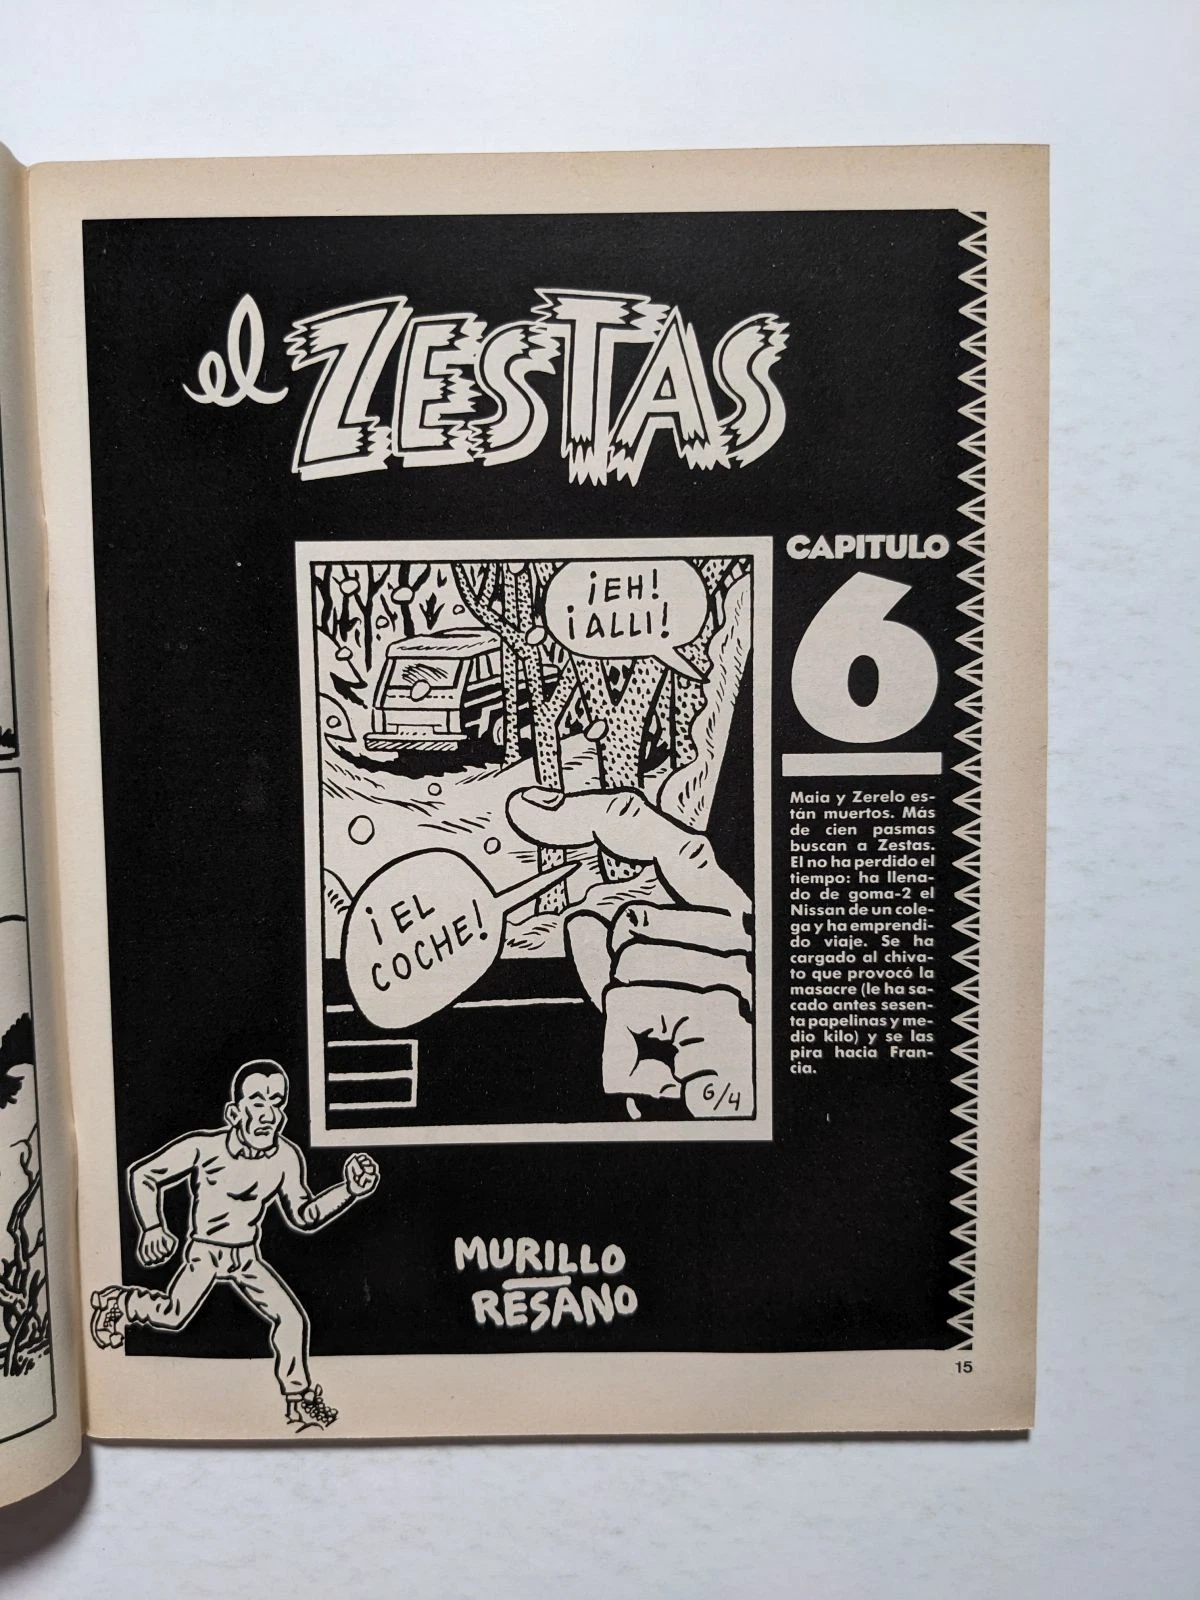 el ZESTAS
CAPITULO
6
¡EH!
¡ALLI!
¡EL
COCHE!
6/4
Maia y Zerelo es-
tán muertos. Más
de cien pasmas
buscan a Zestas.
El no ha perdido el
tiempo: ha llena-
do de goma-2 el
Nissan de un cole-
ga y ha emprendi-
do viaje. Se ha
cargado al chiva-
to que provocó la
masacre (le ha sa-
cado antes sesen-
ta papelinas y me-
dio kilo) y se las
pira hacia Fran-
cia.
MURILLO
RESANO
15